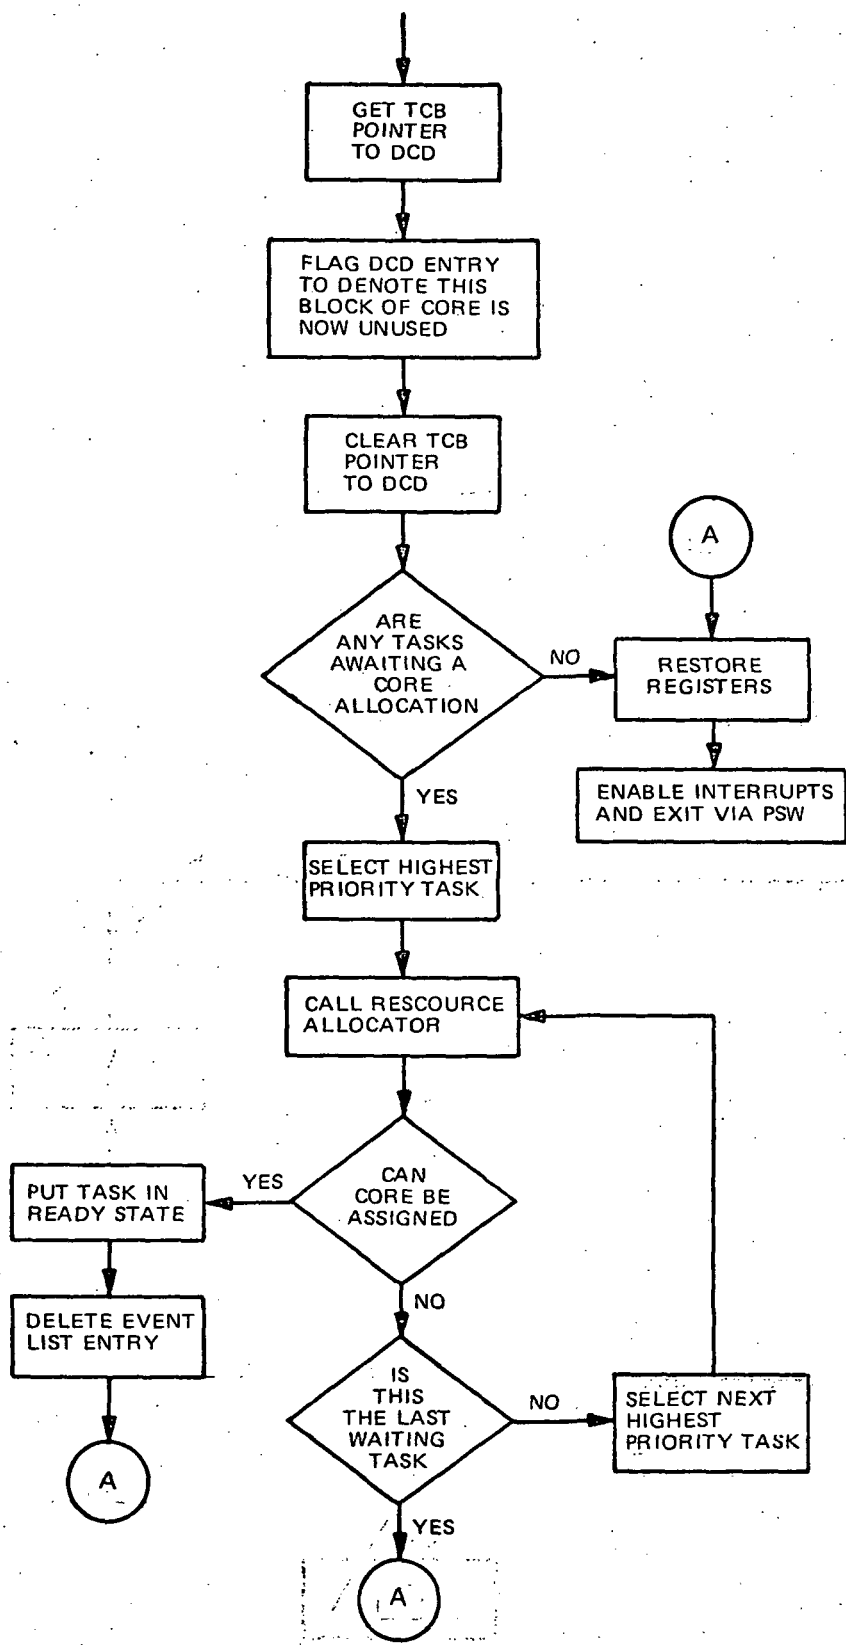 GET TCB
POINTER
TO DCD
FLAG DCD ENTRY
TO DENOTE THIS
BLOCK OF CORE IS
NOW UNUSED
CLEAR TCB
POINTER
TO DCD
A
ARE
ANY TASKS
AWAITING A
CORE
ALLOCATION
NO
RESTORE
REGISTERS
YES
ENABLE INTERRUPTS
AND EXIT VIA PSW
SELECT HIGHEST
PRIORITY TASK
CALL RESCOURCE
ALLOCATOR
CAN
CORE BE
ASSIGNED
YES
PUT TASK IN
READY STATE
NO
DELETE EVENT
LIST ENTRY
IS
THIS
THE LAST
WAITING
TASK
NO
SELECT NEXT
HIGHEST
PRIORITY TASK
A
YES
A